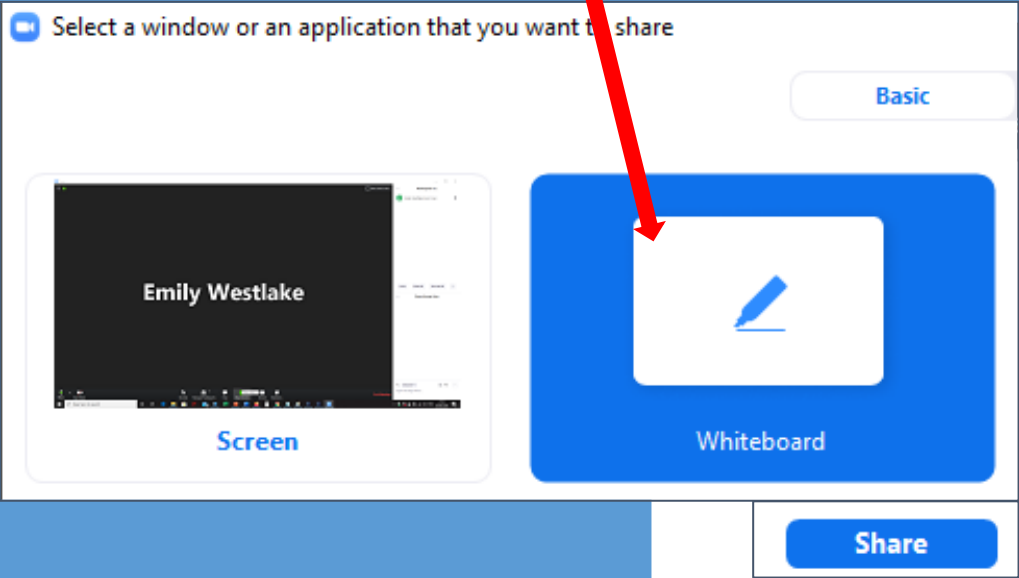 Select a window or an application that you want to share
Basic
Emily Westlake
Screen
Whiteboard
Share